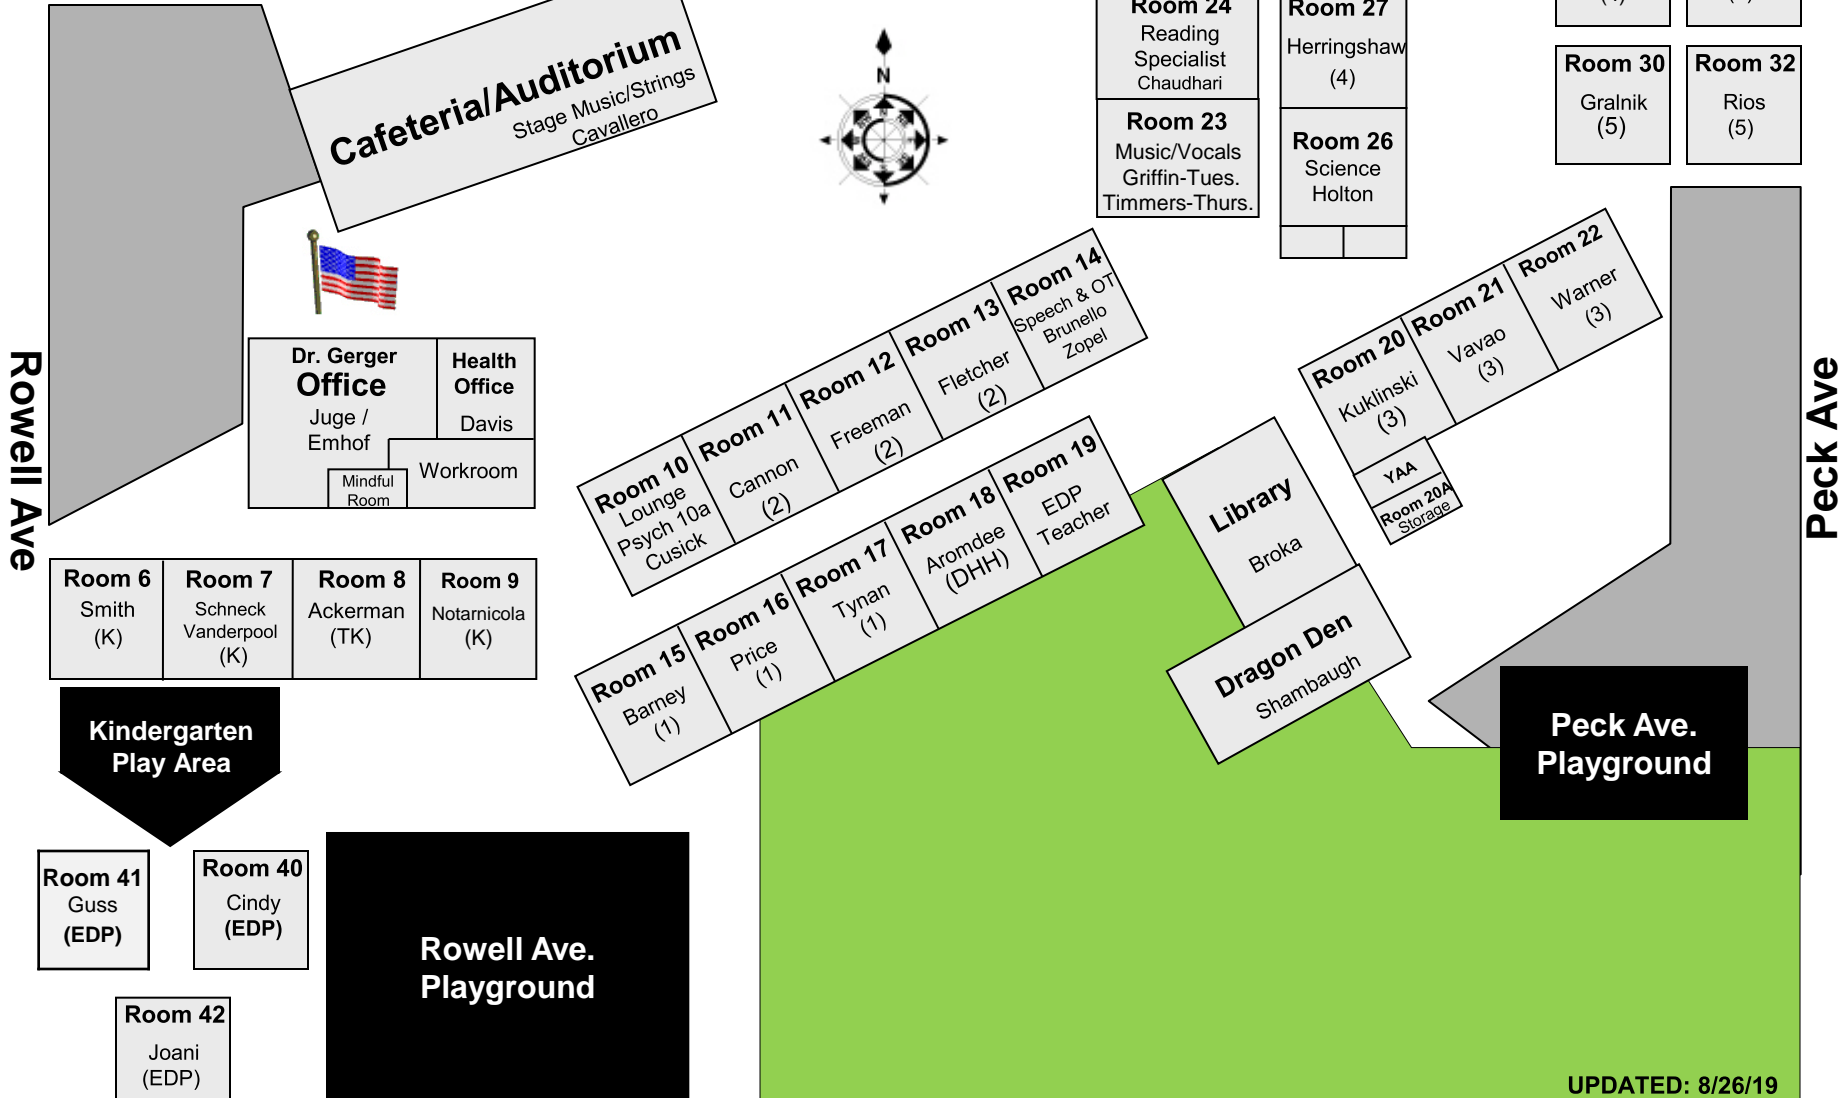 Cafeteria/Auditorium
Stage Music/Strings
Cavallero
N
Room 24
Reading
Specialist
Chaudhari
Room 23
Music/Vocals
Griffin-Tues.
Timmers-Thurs.
Room 27
Herringshaw
(4)
Room 26
Science
Holton
Room 30
Gralnik
(5)
Room 32
Rios
(5)
Rowell Ave
Peck Ave
Dr. Gerger
Office
Juge /
Emhof
Mindful
Room
Health
Office
Davis
Workroom
Room 10
Lounge
Psych 10a
Cusick
Room 11
Cannon
(2)
Room 12
Freeman
(2)
Room 13
Fletcher
(2)
Room 14
Speech & OT
Brunello
Zopel
Room 20
Kuklinski
(3)
Room 21
Vavao
(3)
Room 22
Warner
(3)
YAA
Room 20A
Storage
Room 15
Barney
(1)
Room 16
Price
(1)
Room 17
Tynan
(1)
Room 18
Aromdee
(DHH)
Room 19
EDP
Teacher
Library
Broka
Dragon Den
Shambaugh
Room 6
Smith
(K)
Room 7
Schneck
Vanderpool
(K)
Room 8
Ackerman
(TK)
Room 9
Notarnicola
(K)
Kindergarten
Play Area
Peck Ave.
Playground
Room 41
Guss
(EDP)
Room 40
Cindy
(EDP)
Room 42
Joani
(EDP)
Rowell Ave.
Playground
UPDATED: 8/26/19